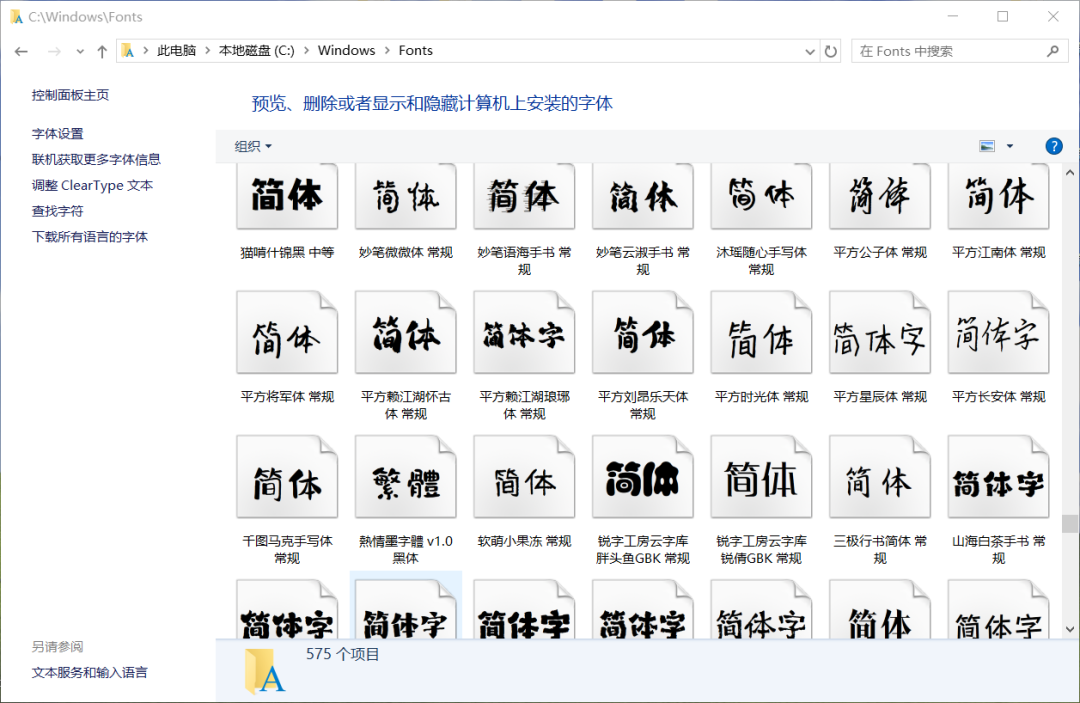 C:\Windows\Fonts
此电脑 本地磁盘 (C:) Windows Fonts
在 Fonts 中搜索
控制面板主页
字体设置
联机获取更多字体信息
调整 ClearType 文本
查找字符
下载所有语言的字体
预览、删除或者显示和隐藏计算机上安装的字体
组织
简体 简体 简体 简体 简体 简体 简体
猫啃什锦黑 中等 妙笔微微体 常规 妙笔语海手书 常 妙笔云淑手书 常 沐瑶随心手写体 平方公子体 常规 平方江南体 常规
规 规 常规
简体 简体 简体字 简体 简体 简体字 简体字
平方将军体 常规 平方赖江湖怀古 平方赖江湖琅琊 平方刘昂乐天体 平方时光体 常规 平方星辰体 常规 平方长安体 常规
体 常规 体 常规 常规
简体 繁體 简体 简体 简体 简体 简体字
千图马克手写体 熱情墨字體 v1.0 软萌小果冻 常规 锐字工房云字库 锐字工房云字库 三极行书简体 常 山海白茶手书 常
常规 黑体 胖头鱼GBK 常规 锐倩GBK 常规 规 规
简体字 简体字 简体字 简体字 简体字 简体 简体字
575 个项目
另请参阅
文本服务和输入语言